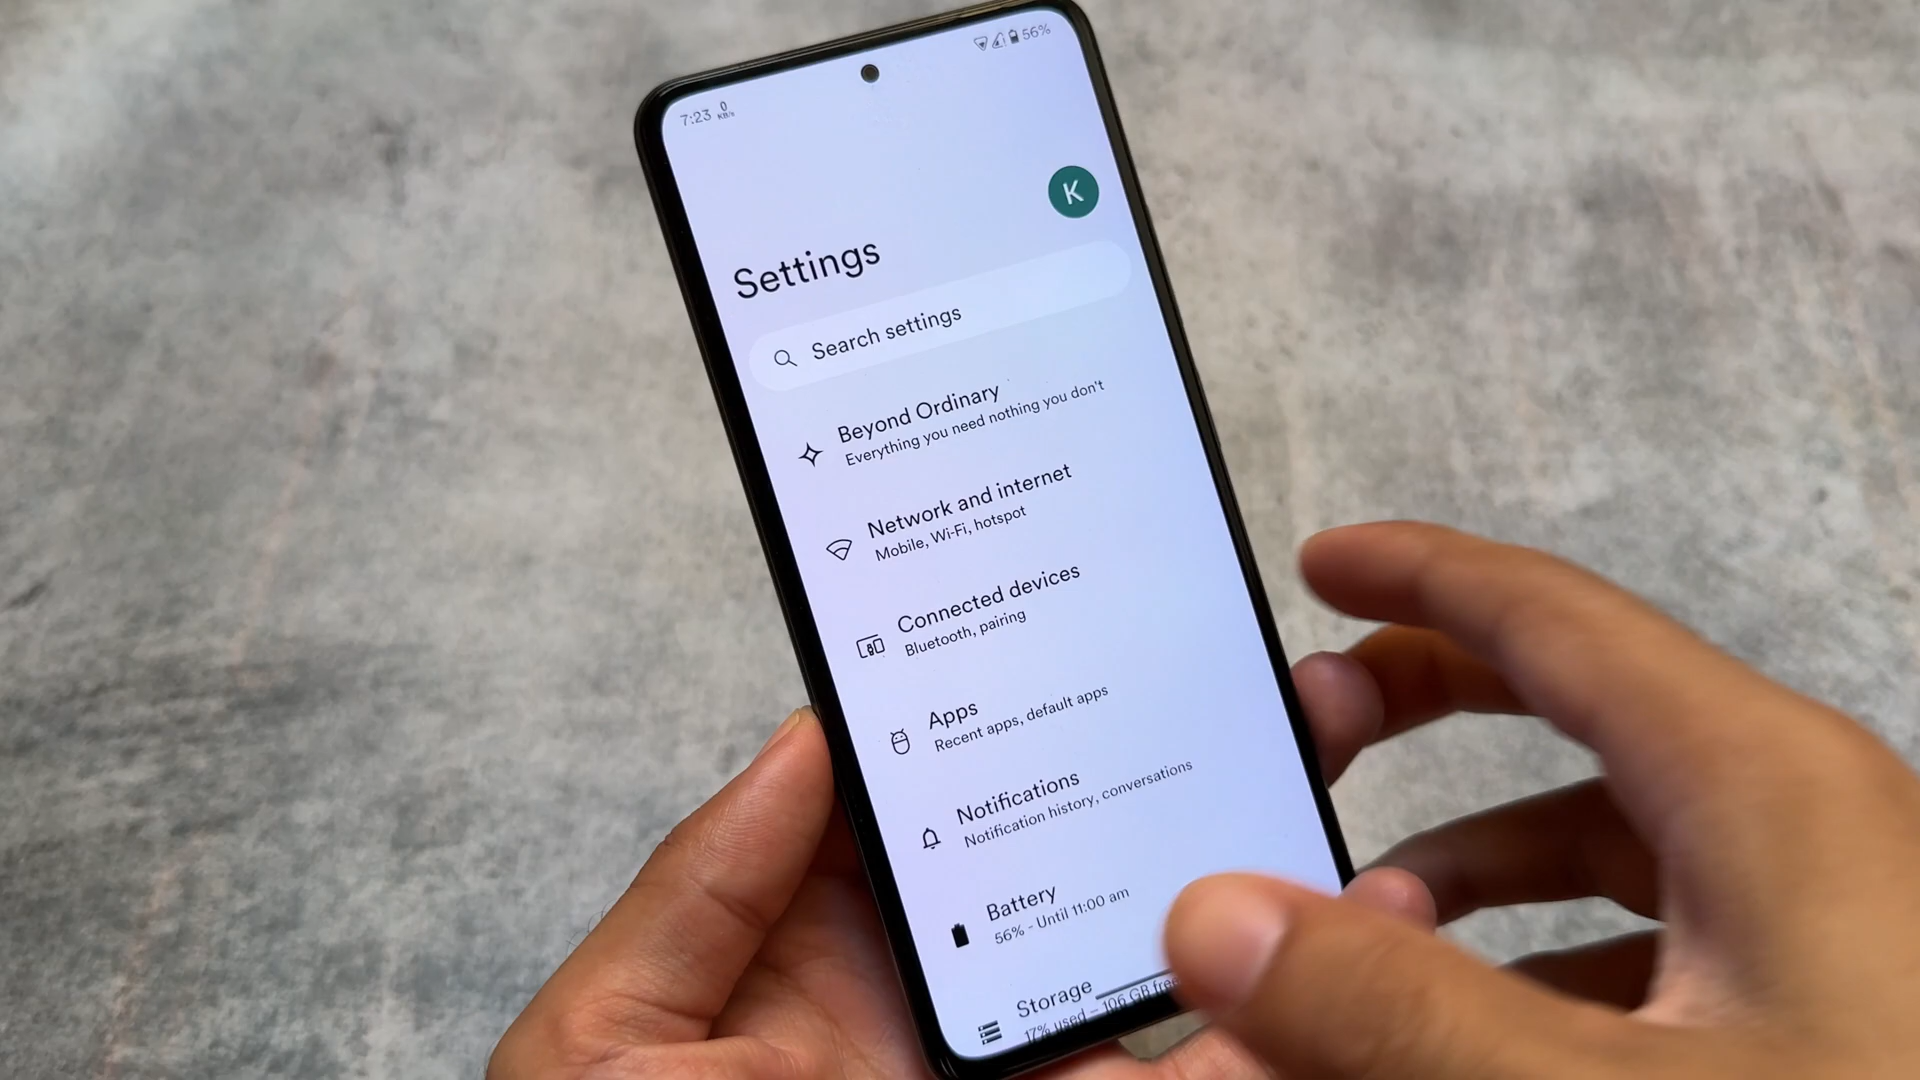 7:23 0 KB/s
56%
K
Settings
Search settings
Beyond Ordinary
Everything you need nothing you don't
Network and internet
Mobile, Wi-Fi, hotspot
Connected devices
Bluetooth, pairing
Apps
Recent apps, default apps
Notifications
Notification history, conversations
Battery
56% - Until 11:00 am
Storage
17% used – 106 GB free